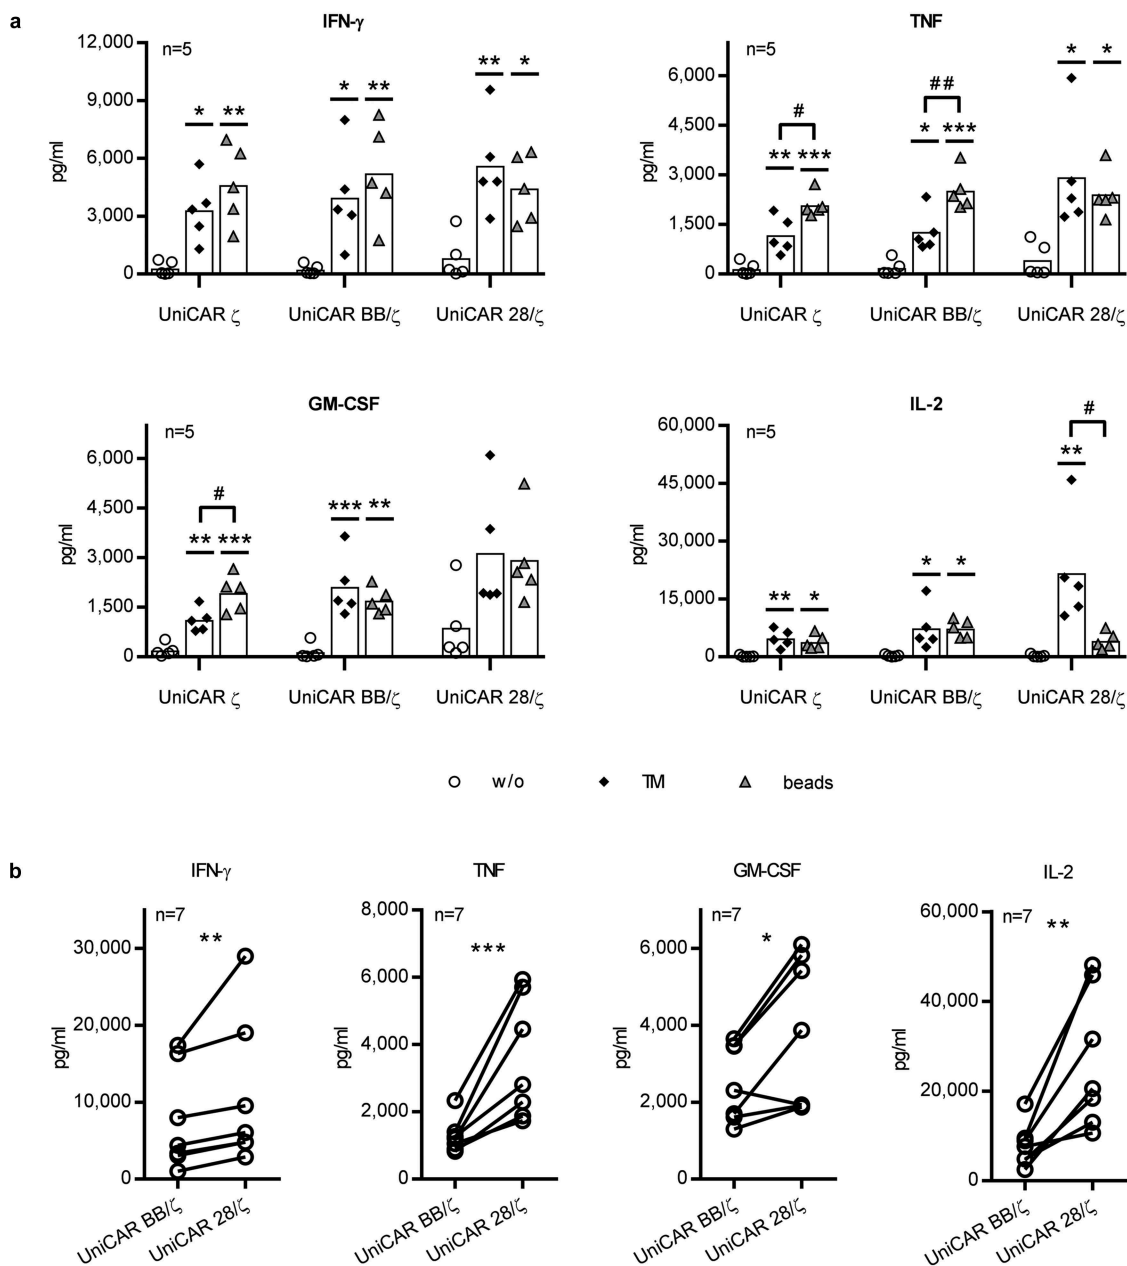 a
IFN-γ
12,000
9,000
6,000
3,000
0
pg/ml
n=5
* ** * ** ** *
UniCAR ζ UniCAR BB/ζ UniCAR 28/ζ
TNF
6,000
4,500
3,000
1,500
0
pg/ml
n=5
# ##
** *** * *** * *
UniCAR ζ UniCAR BB/ζ UniCAR 28/ζ
GM-CSF
6,000
4,500
3,000
1,500
0
pg/ml
n=5
#
** *** *** **
UniCAR ζ UniCAR BB/ζ UniCAR 28/ζ
IL-2
60,000
45,000
30,000
15,000
0
pg/ml
n=5
#
** * * * **
UniCAR ζ UniCAR BB/ζ UniCAR 28/ζ
w/o TM beads
b
IFN-γ
n=7
**
30,000
20,000
10,000
0
pg/ml
UniCAR BB/ζ UniCAR 28/ζ
TNF
n=7
***
8,000
6,000
4,000
2,000
0
pg/ml
UniCAR BB/ζ UniCAR 28/ζ
GM-CSF
n=7
*
6,000
4,000
2,000
0
pg/ml
UniCAR BB/ζ UniCAR 28/ζ
IL-2
n=7
**
60,000
40,000
20,000
0
pg/ml
UniCAR BB/ζ UniCAR 28/ζ